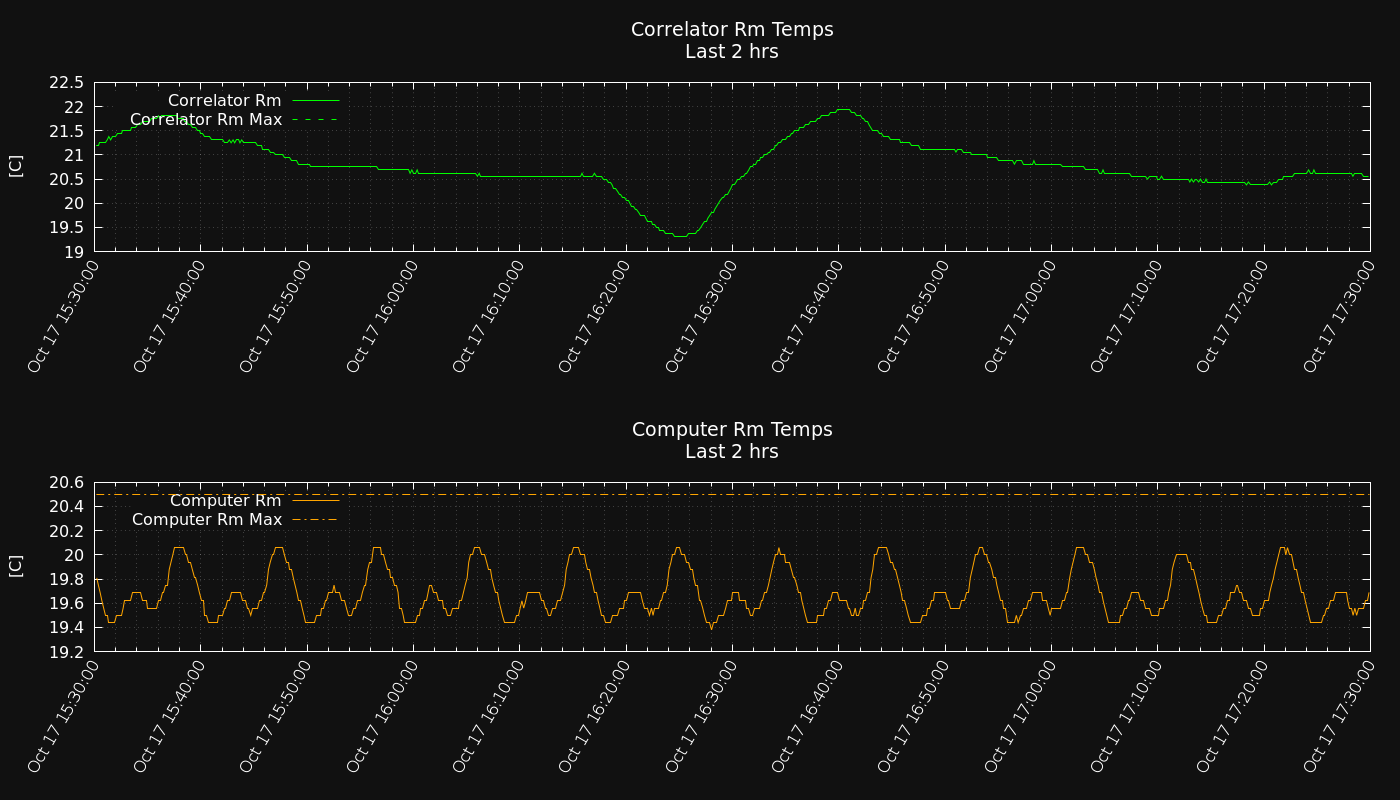 Correlator Rm Temps
Last 2 hrs
22.5
22
21.5
21
20.5
20
19.5
19
[C]
Correlator Rm
Correlator Rm Max
Oct 17 15:30:00
Oct 17 15:40:00
Oct 17 15:50:00
Oct 17 16:00:00
Oct 17 16:10:00
Oct 17 16:20:00
Oct 17 16:30:00
Oct 17 16:40:00
Oct 17 16:50:00
Oct 17 17:00:00
Oct 17 17:10:00
Oct 17 17:20:00
Oct 17 17:30:00
Computer Rm Temps
Last 2 hrs
20.6
20.4
20.2
20
19.8
19.6
19.4
19.2
[C]
Computer Rm
Computer Rm Max
Oct 17 15:30:00
Oct 17 15:40:00
Oct 17 15:50:00
Oct 17 16:00:00
Oct 17 16:10:00
Oct 17 16:20:00
Oct 17 16:30:00
Oct 17 16:40:00
Oct 17 16:50:00
Oct 17 17:00:00
Oct 17 17:10:00
Oct 17 17:20:00
Oct 17 17:30:00